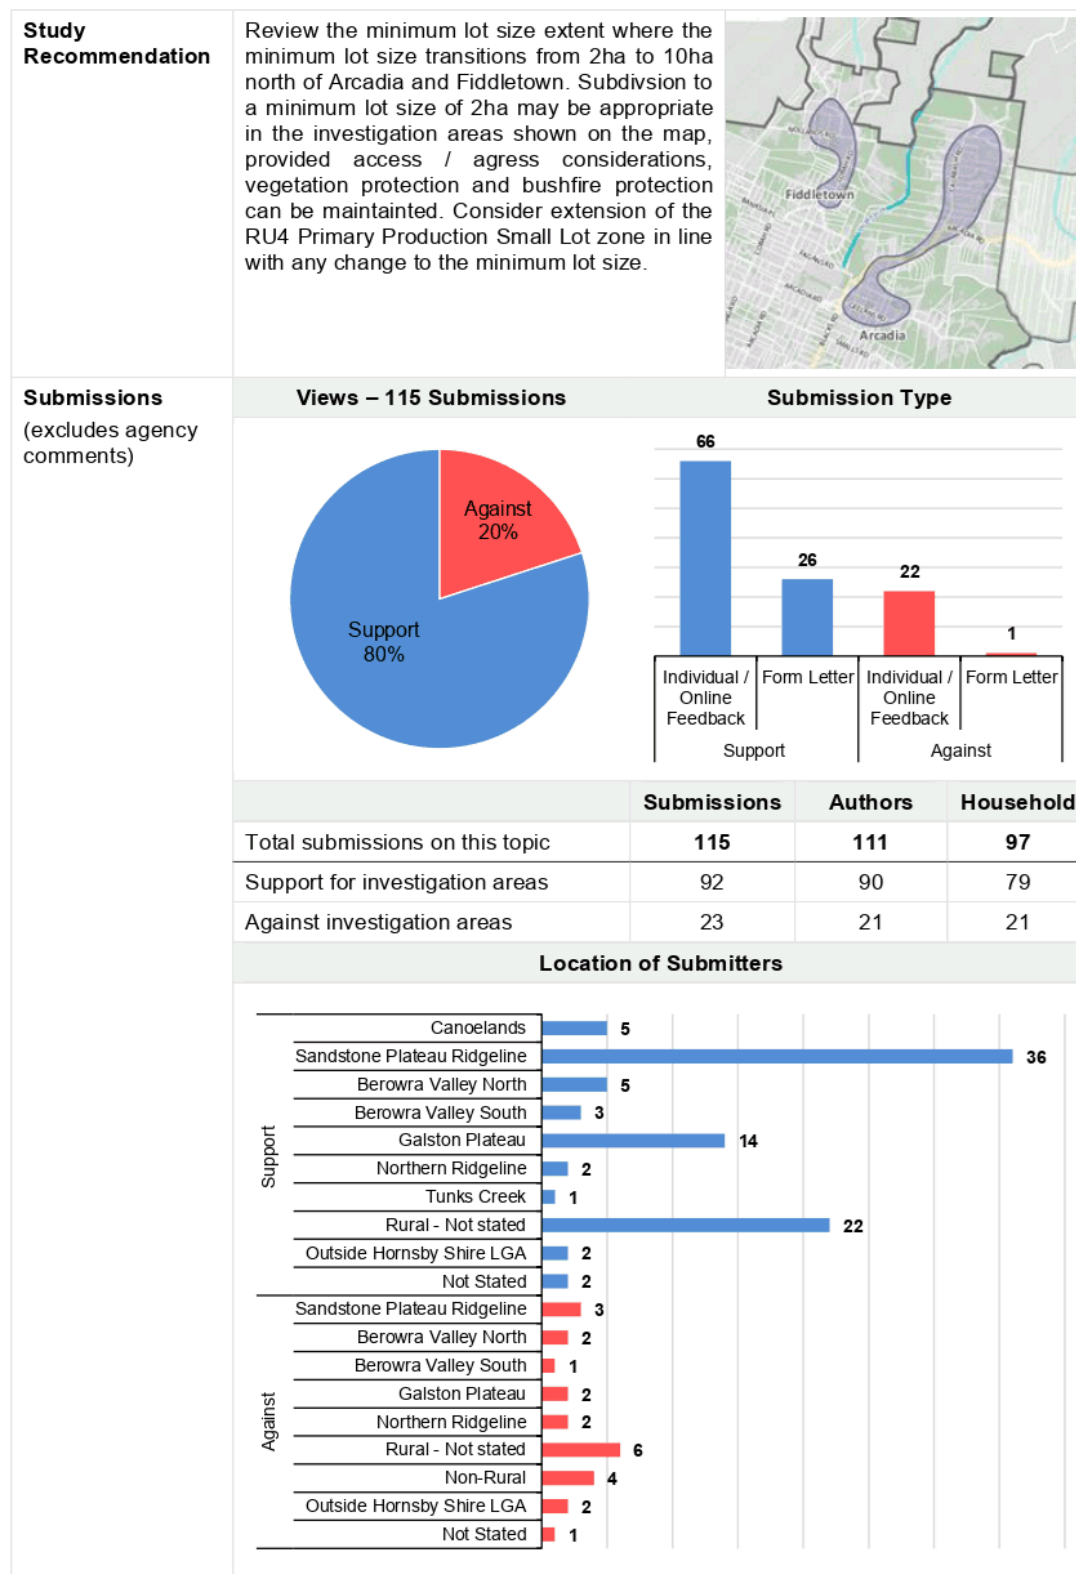 Study
Recommendation
Review the minimum lot size extent where the
minimum lot size transitions from 2ha to 10ha
north of Arcadia and Fiddletown. Subdivsion to
a minimum lot size of 2ha may be appropriate
in the investigation areas shown on the map,
provided access / agress considerations,
vegetation protection and bushfire protection
can be maintainted. Consider extension of the
RU4 Primary Production Small Lot zone in line
with any change to the minimum lot size.
Fiddletown
ARCADIA RD
Arcadia
Submissions
(excludes agency
comments)
Views – 115 Submissions
Against
20%
Support
80%
Submission Type
66
26
22
1
Individual /
Online
Feedback
Form Letter
Individual /
Online
Feedback
Form Letter
Support
Against
Submissions Authors Household
Total submissions on this topic 115 111 97
Support for investigation areas 92 90 79
Against investigation areas 23 21 21
Location of Submitters
Support
Canoelands 5
Sandstone Plateau Ridgeline 36
Berowra Valley North 5
Berowra Valley South 3
Galston Plateau 14
Northern Ridgeline 2
Tunks Creek 1
Rural - Not stated 22
Outside Hornsby Shire LGA 2
Not Stated 2
Against
Sandstone Plateau Ridgeline 3
Berowra Valley North 2
Berowra Valley South 1
Galston Plateau 2
Northern Ridgeline 2
Rural - Not stated 6
Non-Rural 4
Outside Hornsby Shire LGA 2
Not Stated 1